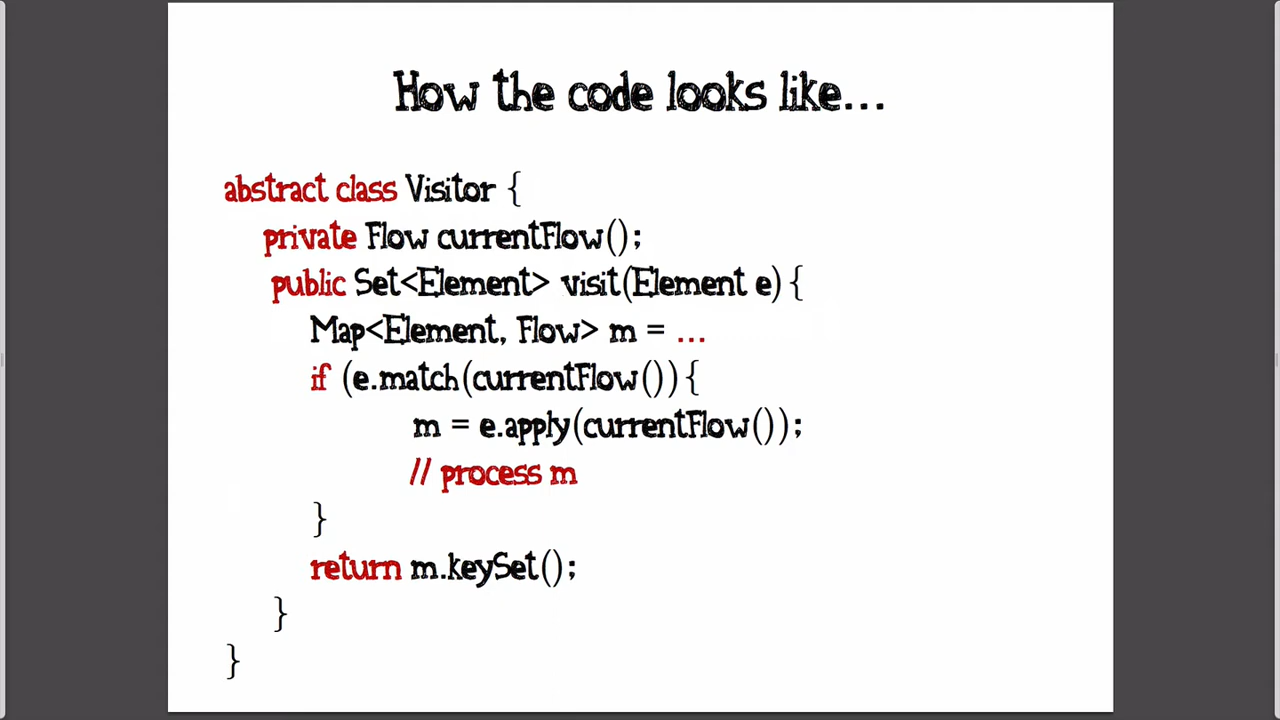 How the code looks like...
abstract class Visitor {
private Flow currentFlow();
public Set<Element> visit(Element e){
Map<Element, Flow> m = ...
if (e.match(currentFlow()){
m = e.apply(currentFlow());
// process m
}
return m.keySet();
}
}